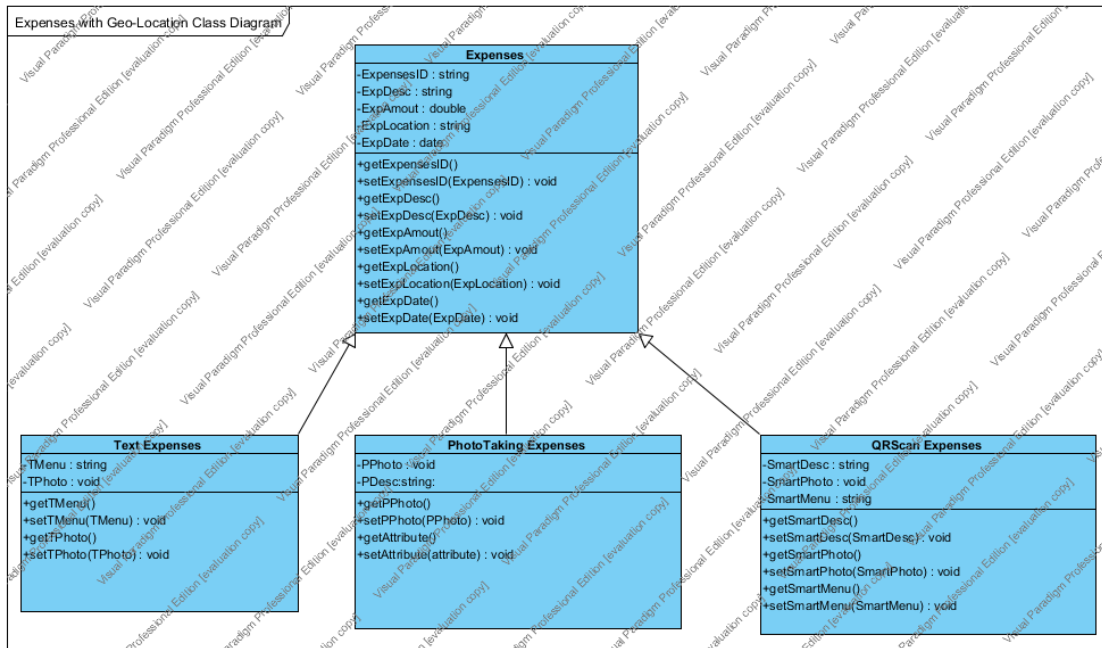 Expenses with Geo-Location Class Diagram
Expenses
-ExpensesID : string
-ExpDesc : string
-ExpAmout : double
-ExpLocation : string
-ExpDate : date
+getExpensesID()
+setExpensesID(ExpensesID) : void
+getExpDesc()
+setExpDesc(ExpDesc) : void
+getExpAmout()
+setExpAmout(ExpAmout) : void
+getExpLocation()
+setExpLocation(ExpLocation) : void
+getExpDate()
+setExpDate(ExpDate) : void
Text Expenses
-TMenu : string
-TPhoto : void
+getTMenu()
+setTMenu(TMenu) : void
+getTPhoto()
+setTPhoto(TPhoto) : void
PhotoTaking Expenses
-PPhoto : void
-PDesc:string:
+getPPhoto()
+setPPhoto(PPhoto) : void
+getAttribute()
+setAttribute(attribute) : void
QRScan Expenses
-SmartDesc : string
-SmartPhoto : void
-SmartMenu : string
+getSmartDesc()
+setSmartDesc(SmartDesc) : void
+getSmartPhoto()
+setSmartPhoto(SmartPhoto) : void
+getSmartMenu()
+setSmartMenu(SmartMenu) : void
Visual Paradigm Professional Edition [evaluation copy]